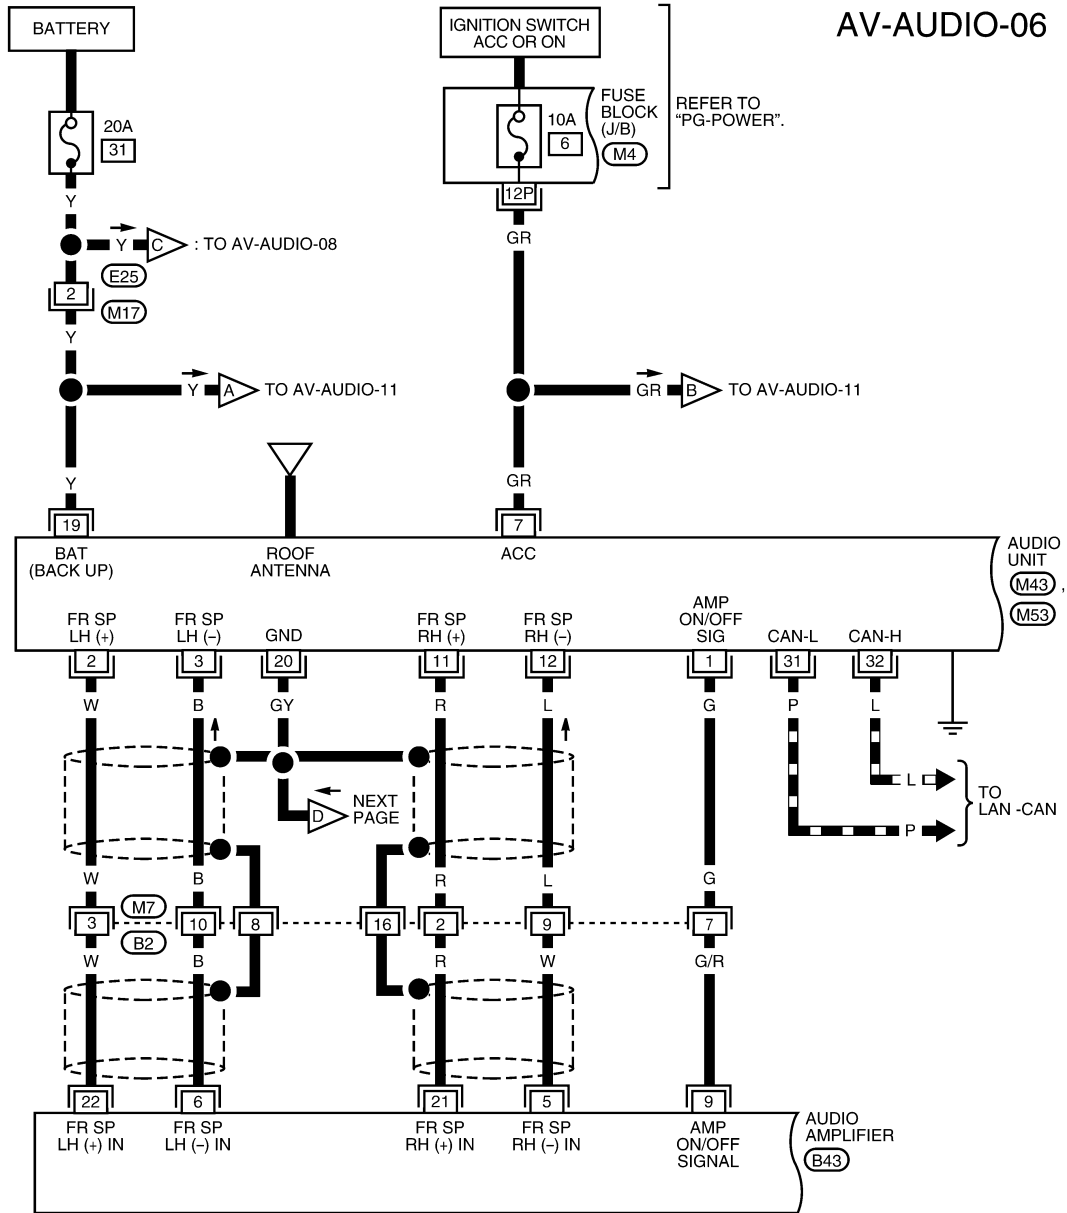 AV-AUDIO-06
BATTERY
IGNITION SWITCH
ACC OR ON
20A
31
10A
6
FUSE
BLOCK
(J/B)
M4
REFER TO
“PG-POWER”.
12P
Y
GR
Y
C
: TO AV-AUDIO-08
E25
2
M17
Y
Y
A
TO AV-AUDIO-11
GR
B
TO AV-AUDIO-11
Y
GR
19
7
BAT
(BACK UP)
ROOF
ANTENNA
ACC
AUDIO
UNIT
M43 ,
M53
FR SP
LH (+)
FR SP
LH (–)
GND
FR SP
RH (+)
FR SP
RH (–)
AMP
ON/OFF
SIG
CAN-L
CAN-H
2
3
20
11
12
1
31
32
W
B
GY
R
L
G
P
L
D
NEXT
PAGE
L
P
TO
LAN -CAN
W
B
R
L
G
M7
3
10
8
16
2
9
7
B2
W
B
R
W
G/R
22
6
21
5
9
FR SP
LH (+) IN
FR SP
LH (–) IN
FR SP
RH (+) IN
FR SP
RH (–) IN
AMP
ON/OFF
SIGNAL
AUDIO
AMPLIFIER
B43